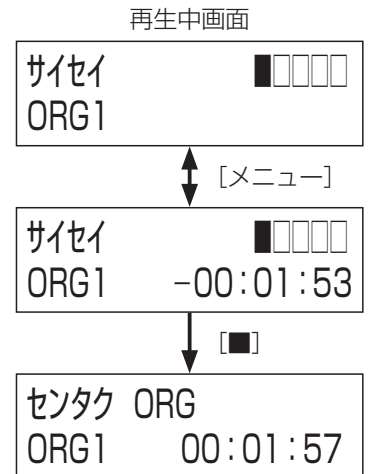 再生中画面
サイセイ ■□□□□
ORG1
[メニュー]
サイセイ ■□□□□
ORG1 -00:01:53
[■]
センタク ORG
ORG1 00:01:57